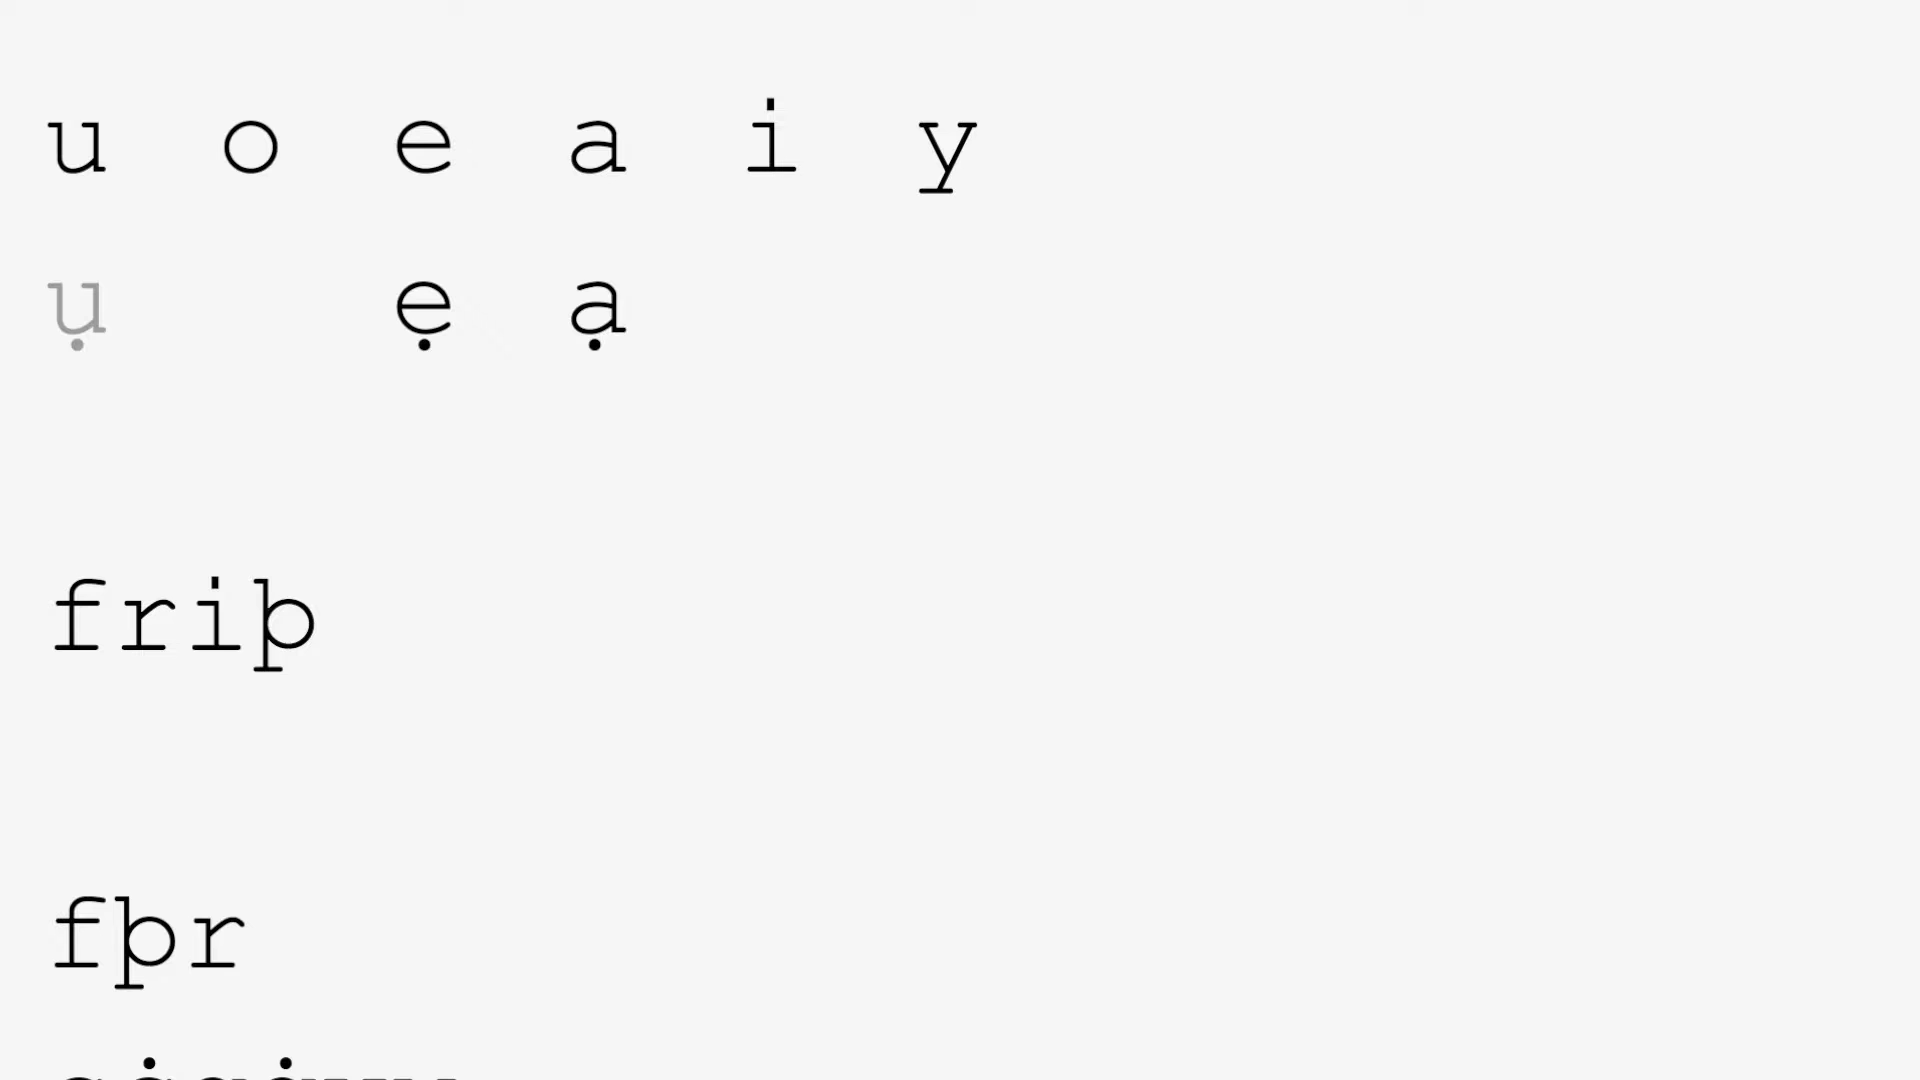 u o e a i y
ụ ẹ ạ
friþ
fþr